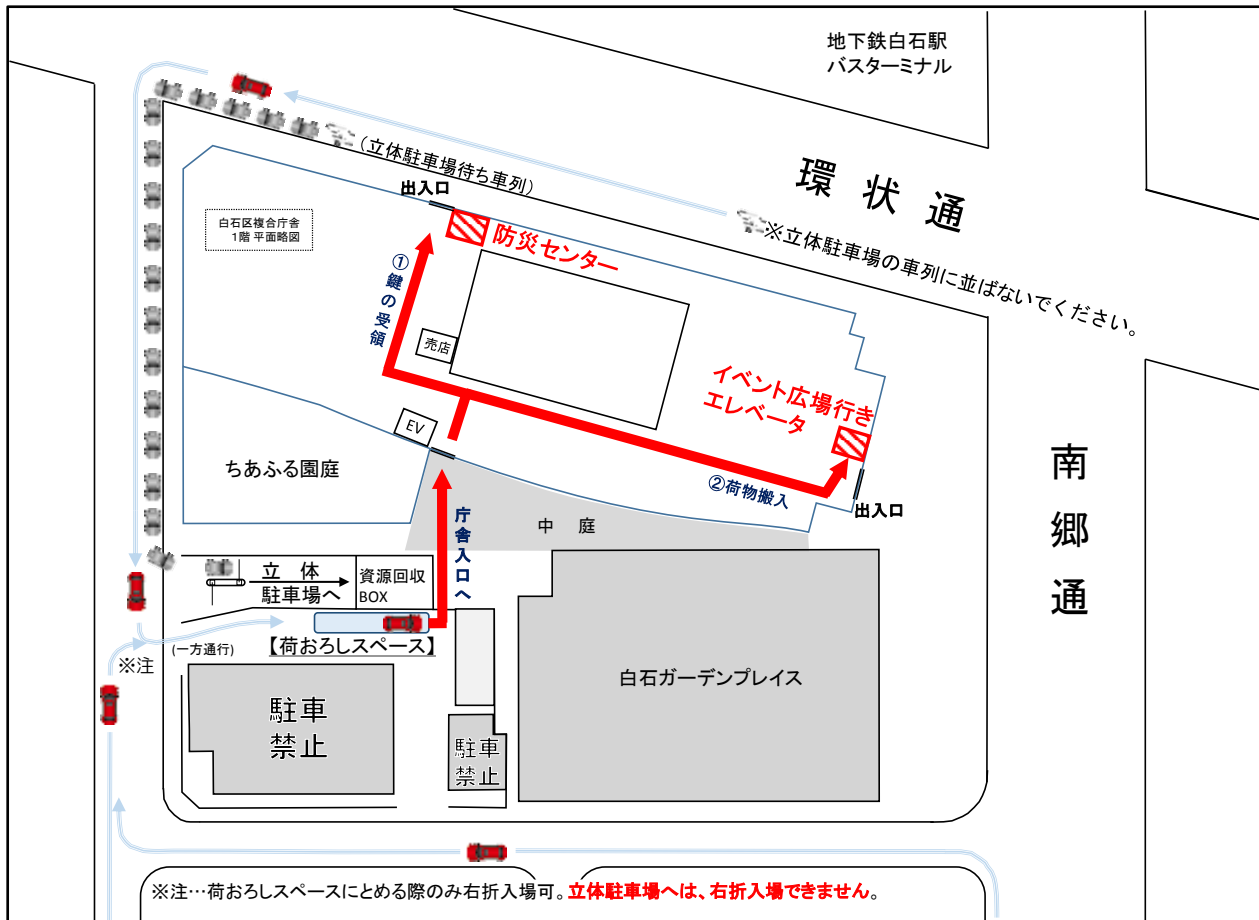 地下鉄白石駅
バスターミナル
環状通
(立体駐車場待ち車列)
※立体駐車場の車列に並ばないでください。
出入口
白石区複合庁舎
1階 平面略図
防災センター
①鍵の受領
売店
イベント広場行き
エレベータ
EV
ちあふる園庭
②荷物搬入
出入口
南郷通
中 庭
庁舎入口へ
立 体
駐車場へ
資源回収
BOX
(一方通行)
【荷おろしスペース】
※注
白石ガーデンプレイス
駐車
禁止
駐車
禁止
※注…荷おろしスペースにとめる際のみ右折入場可。立体駐車場へは、右折入場できません。